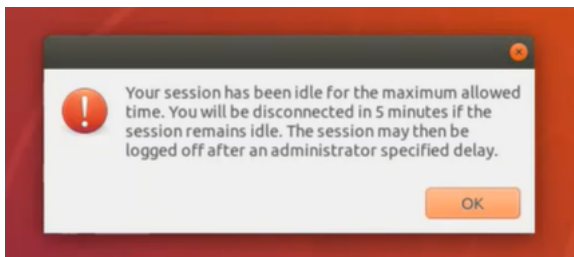 Your session has been idle for the maximum allowed
time. You will be disconnected in 5 minutes if the
session remains idle. The session may then be
logged off after an administrator specified delay.
OK